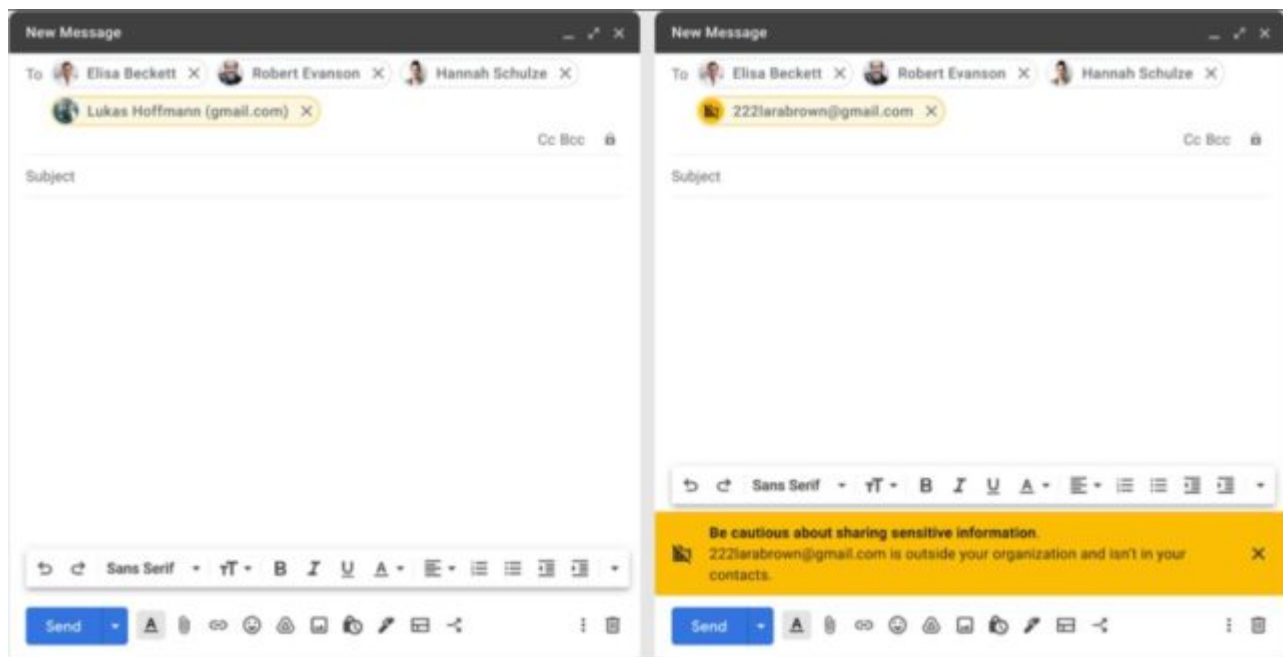 New Message
To Elisa Beckett Robert Evanson Hannah Schulze
Lukas Hoffmann (gmail.com)
Cc Bcc
Subject
Sans Serif
Send
New Message
To Elisa Beckett Robert Evanson Hannah Schulze
222larabrown@gmail.com
Cc Bcc
Subject
Sans Serif
Be cautious about sharing sensitive information.
222larabrown@gmail.com is outside your organization and isn't in your
contacts.
Send